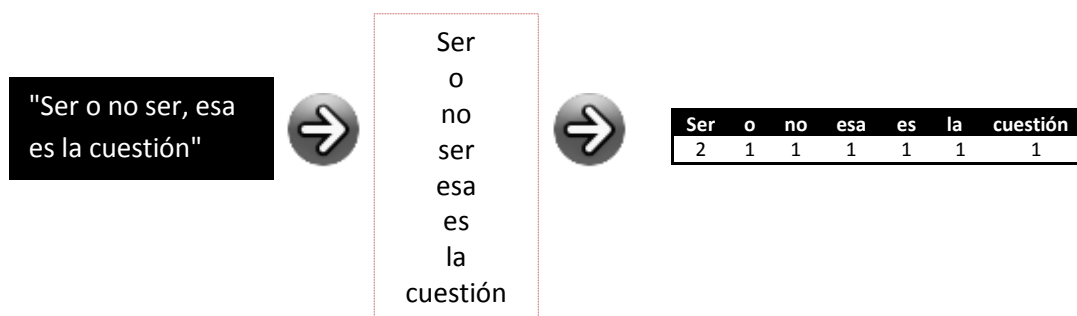 "Ser o no ser, esa
es la cuestión"
Ser
o
no
ser
esa
es
la
cuestión
Ser o no esa es la cuestión
2 1 1 1 1 1 1